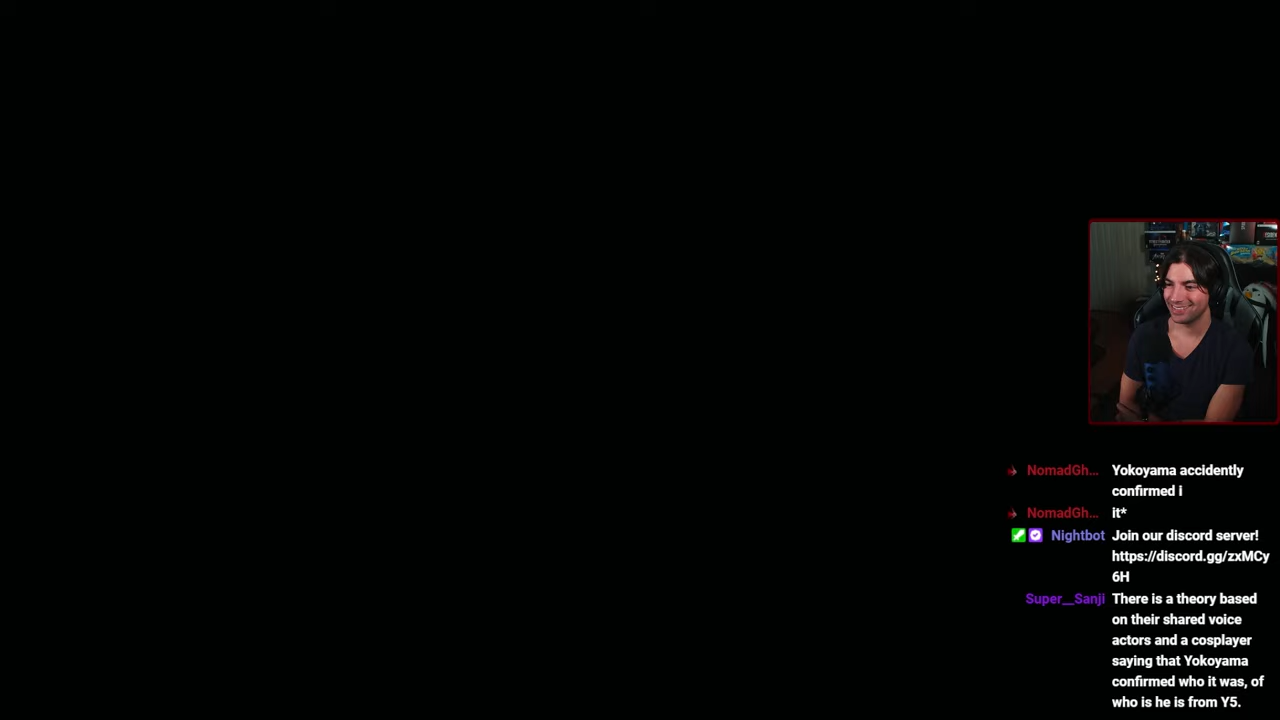 NomadGh... Yokoyama accidently
confirmed i
NomadGh... it*
Nightbot Join our discord server!
https://discord.gg/zxMCy
6H
Super__Sanji There is a theory based
on their shared voice
actors and a cosplayer
saying that Yokoyama
confirmed who it was, of
who is he is from Y5.